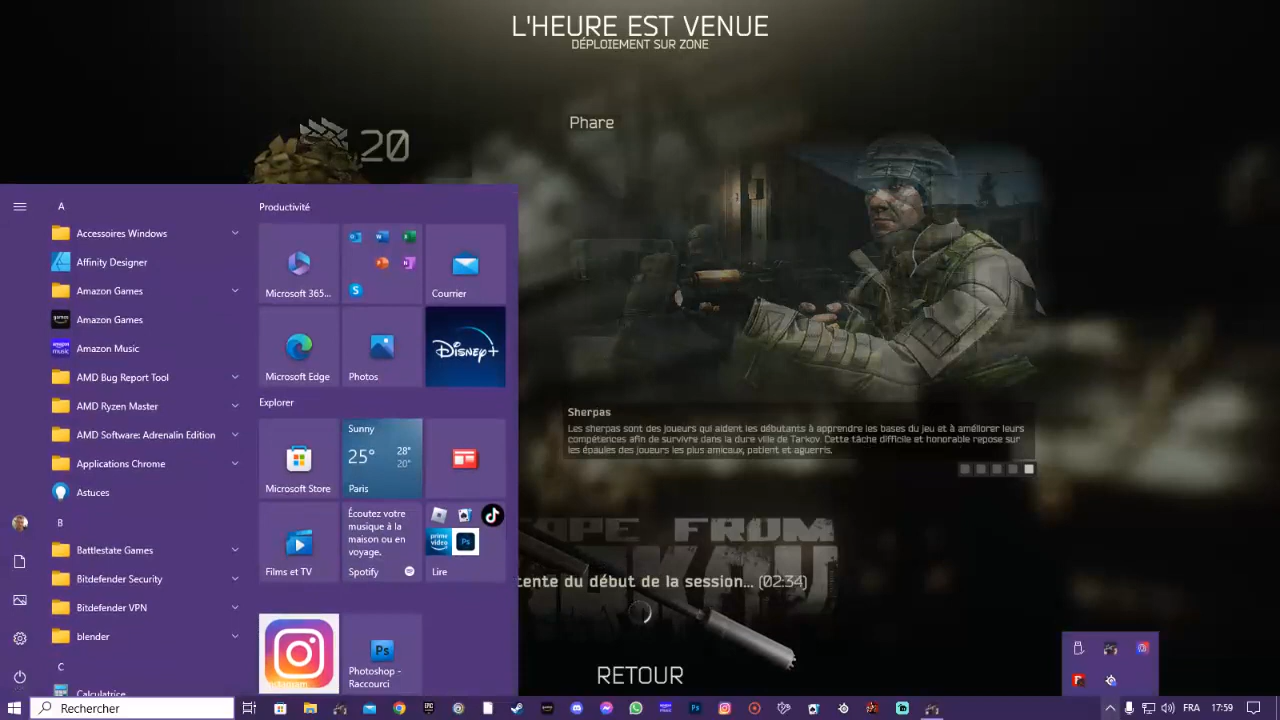 L'HEURE EST VENUE
DÉPLOIEMENT SUR ZONE
20
Phare
A
Accessoires Windows
Affinity Designer
Amazon Games
Amazon Games
Amazon Music
AMD Bug Report Tool
AMD Ryzen Master
AMD Software: Adrenalin Edition
Applications Chrome
Astuces
B
Battlestate Games
Bitdefender Security
Bitdefender VPN
blender
C
Calculatrice
Productivité
Microsoft 365...
Courrier
Microsoft Edge
Photos
Disney+
Explorer
Microsoft Store
Sunny
25°
28°
20°
Paris
Films et TV
Écoutez votre
musique à la
maison ou en
voyage.
Spotify
prime video
Ps
Lire
Ps
Photoshop -
Raccourci
Sherpas
Les sherpas sont des joueurs qui aident les débutants à apprendre les bases du jeu et à améliorer leurs
compétences afin de survivre dans la dure ville de Tarkov. Cette tâche difficile et honorable repose sur
les épaules des joueurs les plus amicaux, patient et aguerris.
OPE FROM
tente du début de la session... (02:34)
RETOUR
Rechercher
FRA
17:59